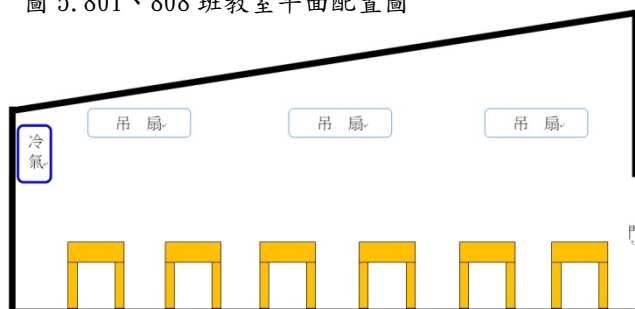 圖 5.801、808 班教室平面配置圖
吊 扇
吊 扇
吊 扇
冷
氣
門